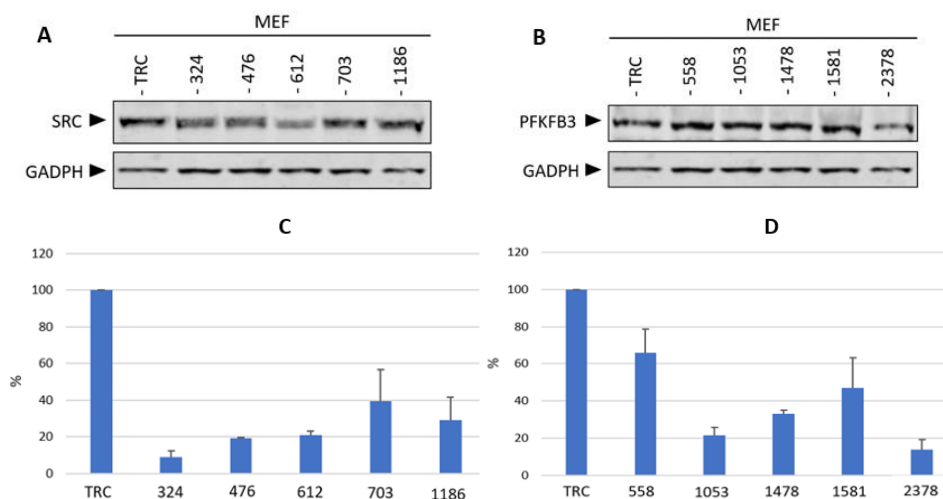 A
MEF
- TRC
- 324
- 476
- 612
- 703
- 1186
SRC
GADPH
B
MEF
- TRC
- 558
- 1053
- 1478
- 1581
- 2378
PFKFB3
GADPH
C
120
100
80
60
40
20
0
%
TRC 324 476 612 703 1186
D
120
100
80
60
40
20
0
%
TRC 558 1053 1478 1581 2378